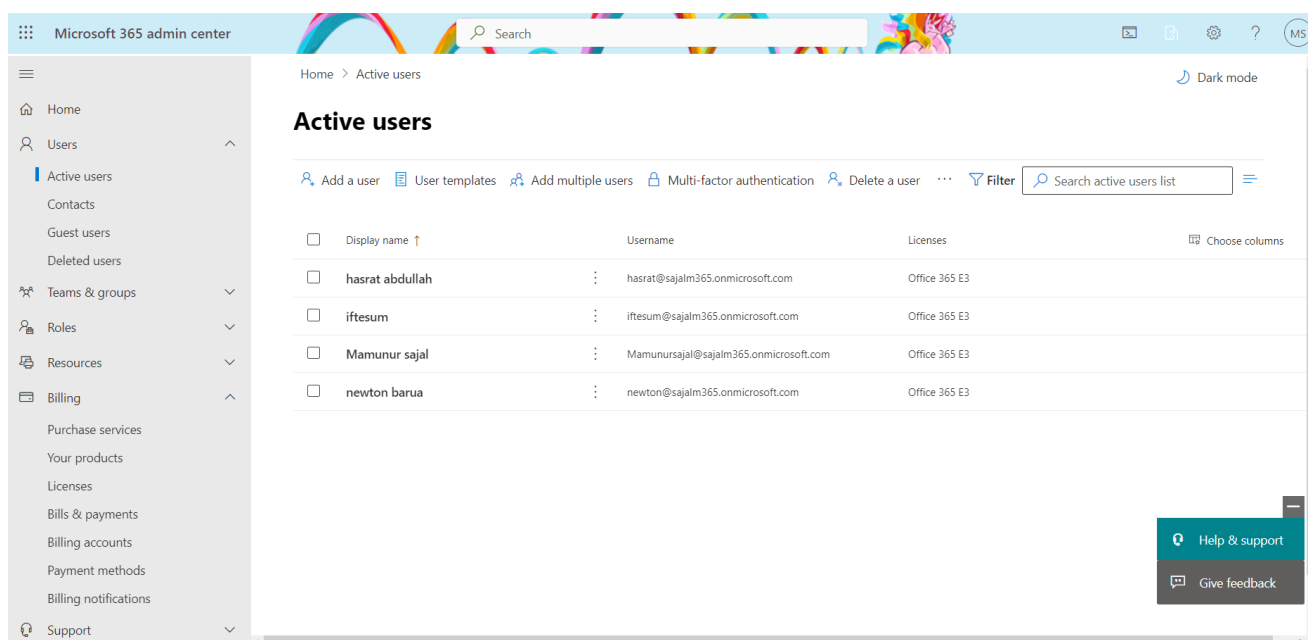 Microsoft 365 admin center
Search
MS
Home > Active users
Dark mode
Home
Users
Active users
Contacts
Guest users
Deleted users
Teams & groups
Roles
Resources
Billing
Purchase services
Your products
Licenses
Bills & payments
Billing accounts
Payment methods
Billing notifications
Support
Active users
Add a user User templates Add multiple users Multi-factor authentication Delete a user ... Filter Search active users list
Display name ↑ Username Licenses Choose columns
hasrat abdullah hasrat@sajalm365.onmicrosoft.com Office 365 E3
iftesum iftesum@sajalm365.onmicrosoft.com Office 365 E3
Mamunur sajal Mamunursajal@sajalm365.onmicrosoft.com Office 365 E3
newton barua newton@sajalm365.onmicrosoft.com Office 365 E3
Help & support
Give feedback